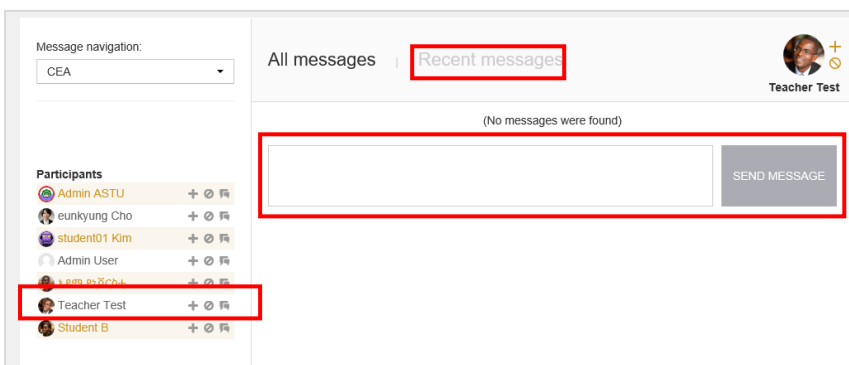 Message navigation:
CEA
Participants
Admin ASTU
eunkyung Cho
student01 Kim
Admin User
Teacher Test
Student B
All messages | Recent messages
Teacher Test
(No messages were found)
SEND MESSAGE